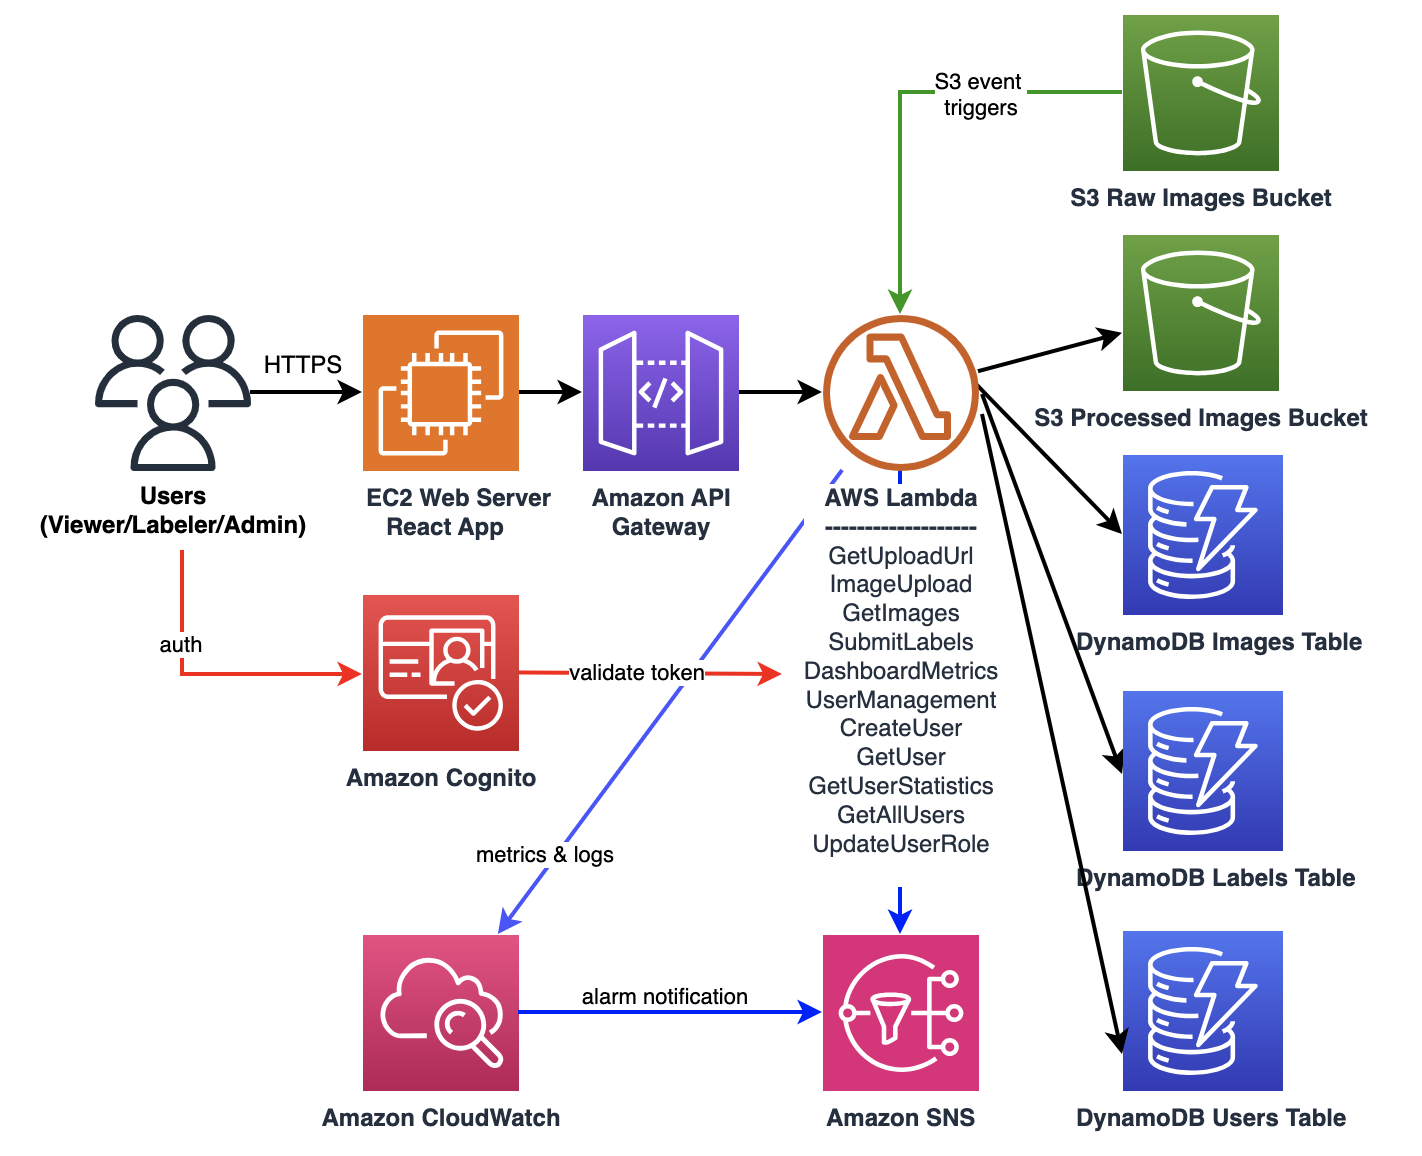 S3 event
triggers
S3 Raw Images Bucket
S3 Processed Images Bucket
HTTPS
Users
(Viewer/Labeler/Admin)
EC2 Web Server
React App
Amazon API
Gateway
</>
AWS Lambda
-------------------
GetUploadUrl
ImageUpload
GetImages
SubmitLabels
DashboardMetrics
UserManagement
CreateUser
GetUser
GetUserStatistics
GetAllUsers
UpdateUserRole
DynamoDB Images Table
auth
validate token
Amazon Cognito
metrics & logs
DynamoDB Labels Table
alarm notification
Amazon CloudWatch
Amazon SNS
DynamoDB Users Table